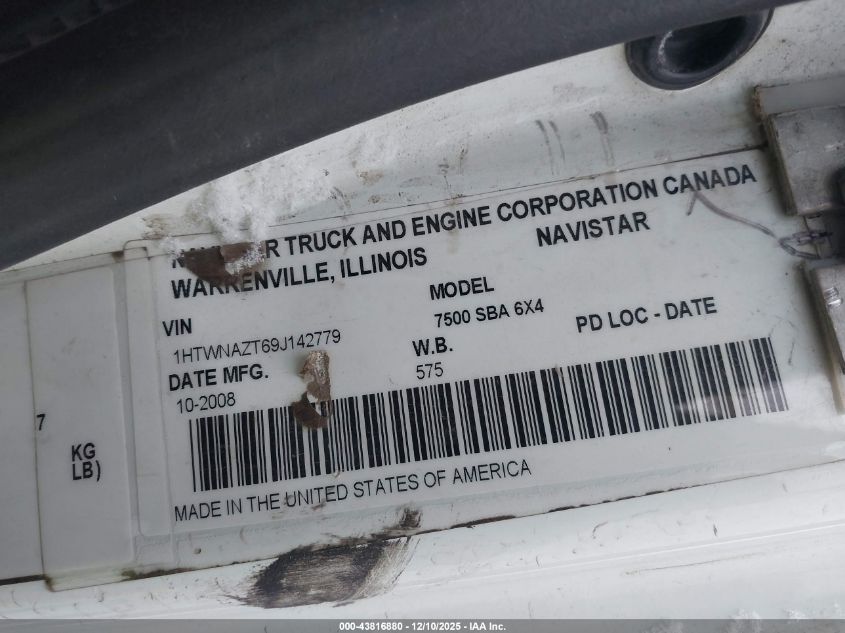 R TRUCK AND ENGINE CORPORATION CANADA
WARRENVILLE, ILLINOIS NAVISTAR
VIN MODEL
1HTWNAZT69J142779 7500 SBA 6X4 PD LOC - DATE
DATE MFG. W.B.
10-2008 575
7
KG
LB)
MADE IN THE UNITED STATES OF AMERICA
000-43816880 - 12/10/2025 - IAA Inc.